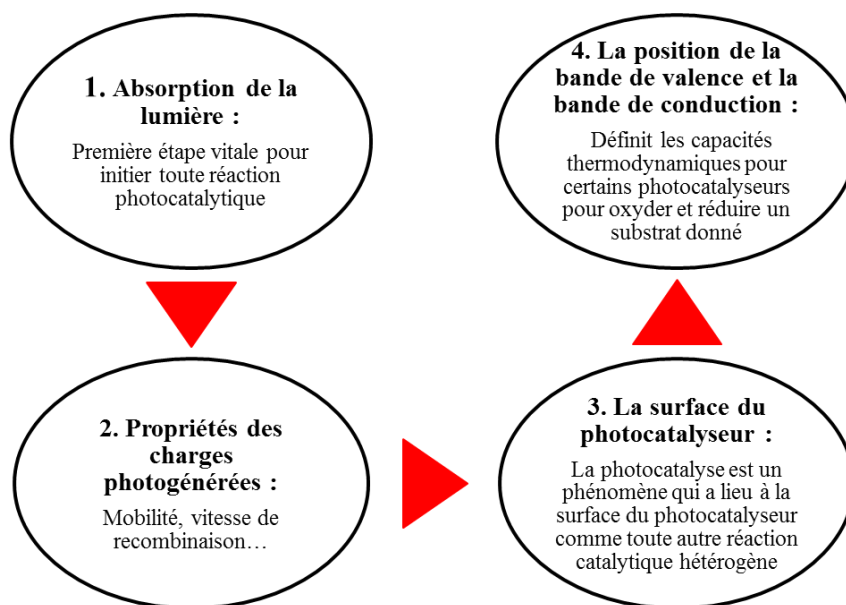 1. Absorption de la
lumière :
Première étape vitale pour
initier toute réaction
photocatalytique
2. Propriétés des
charges
photogénérées :
Mobilité, vitesse de
recombinaison…
3. La surface du
photocatalyseur :
La photocatalyse est un
phénomène qui a lieu à la
surface du photocatalyseur
comme toute autre réaction
catalytique hétérogène
4. La position de la
bande de valence et la
bande de conduction :
Définit les capacités
thermodynamiques pour
certains photocatalyseurs
pour oxyder et réduire un
substrat donné